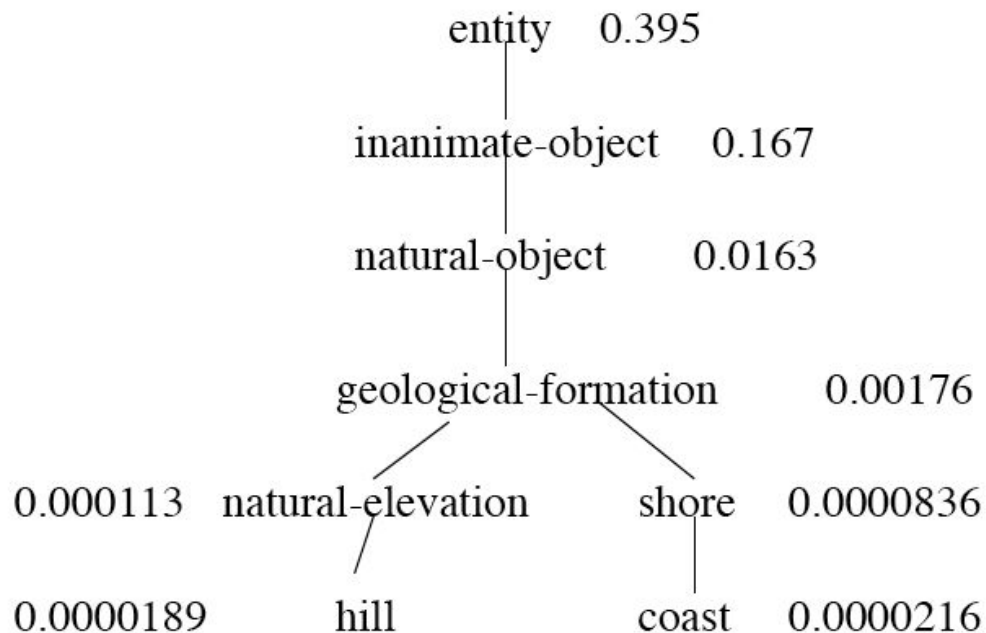 entity 0.395
inanimate-object 0.167
natural-object 0.0163
geological-formation 0.00176
0.000113 natural-elevation shore 0.0000836
0.0000189 hill coast 0.0000216